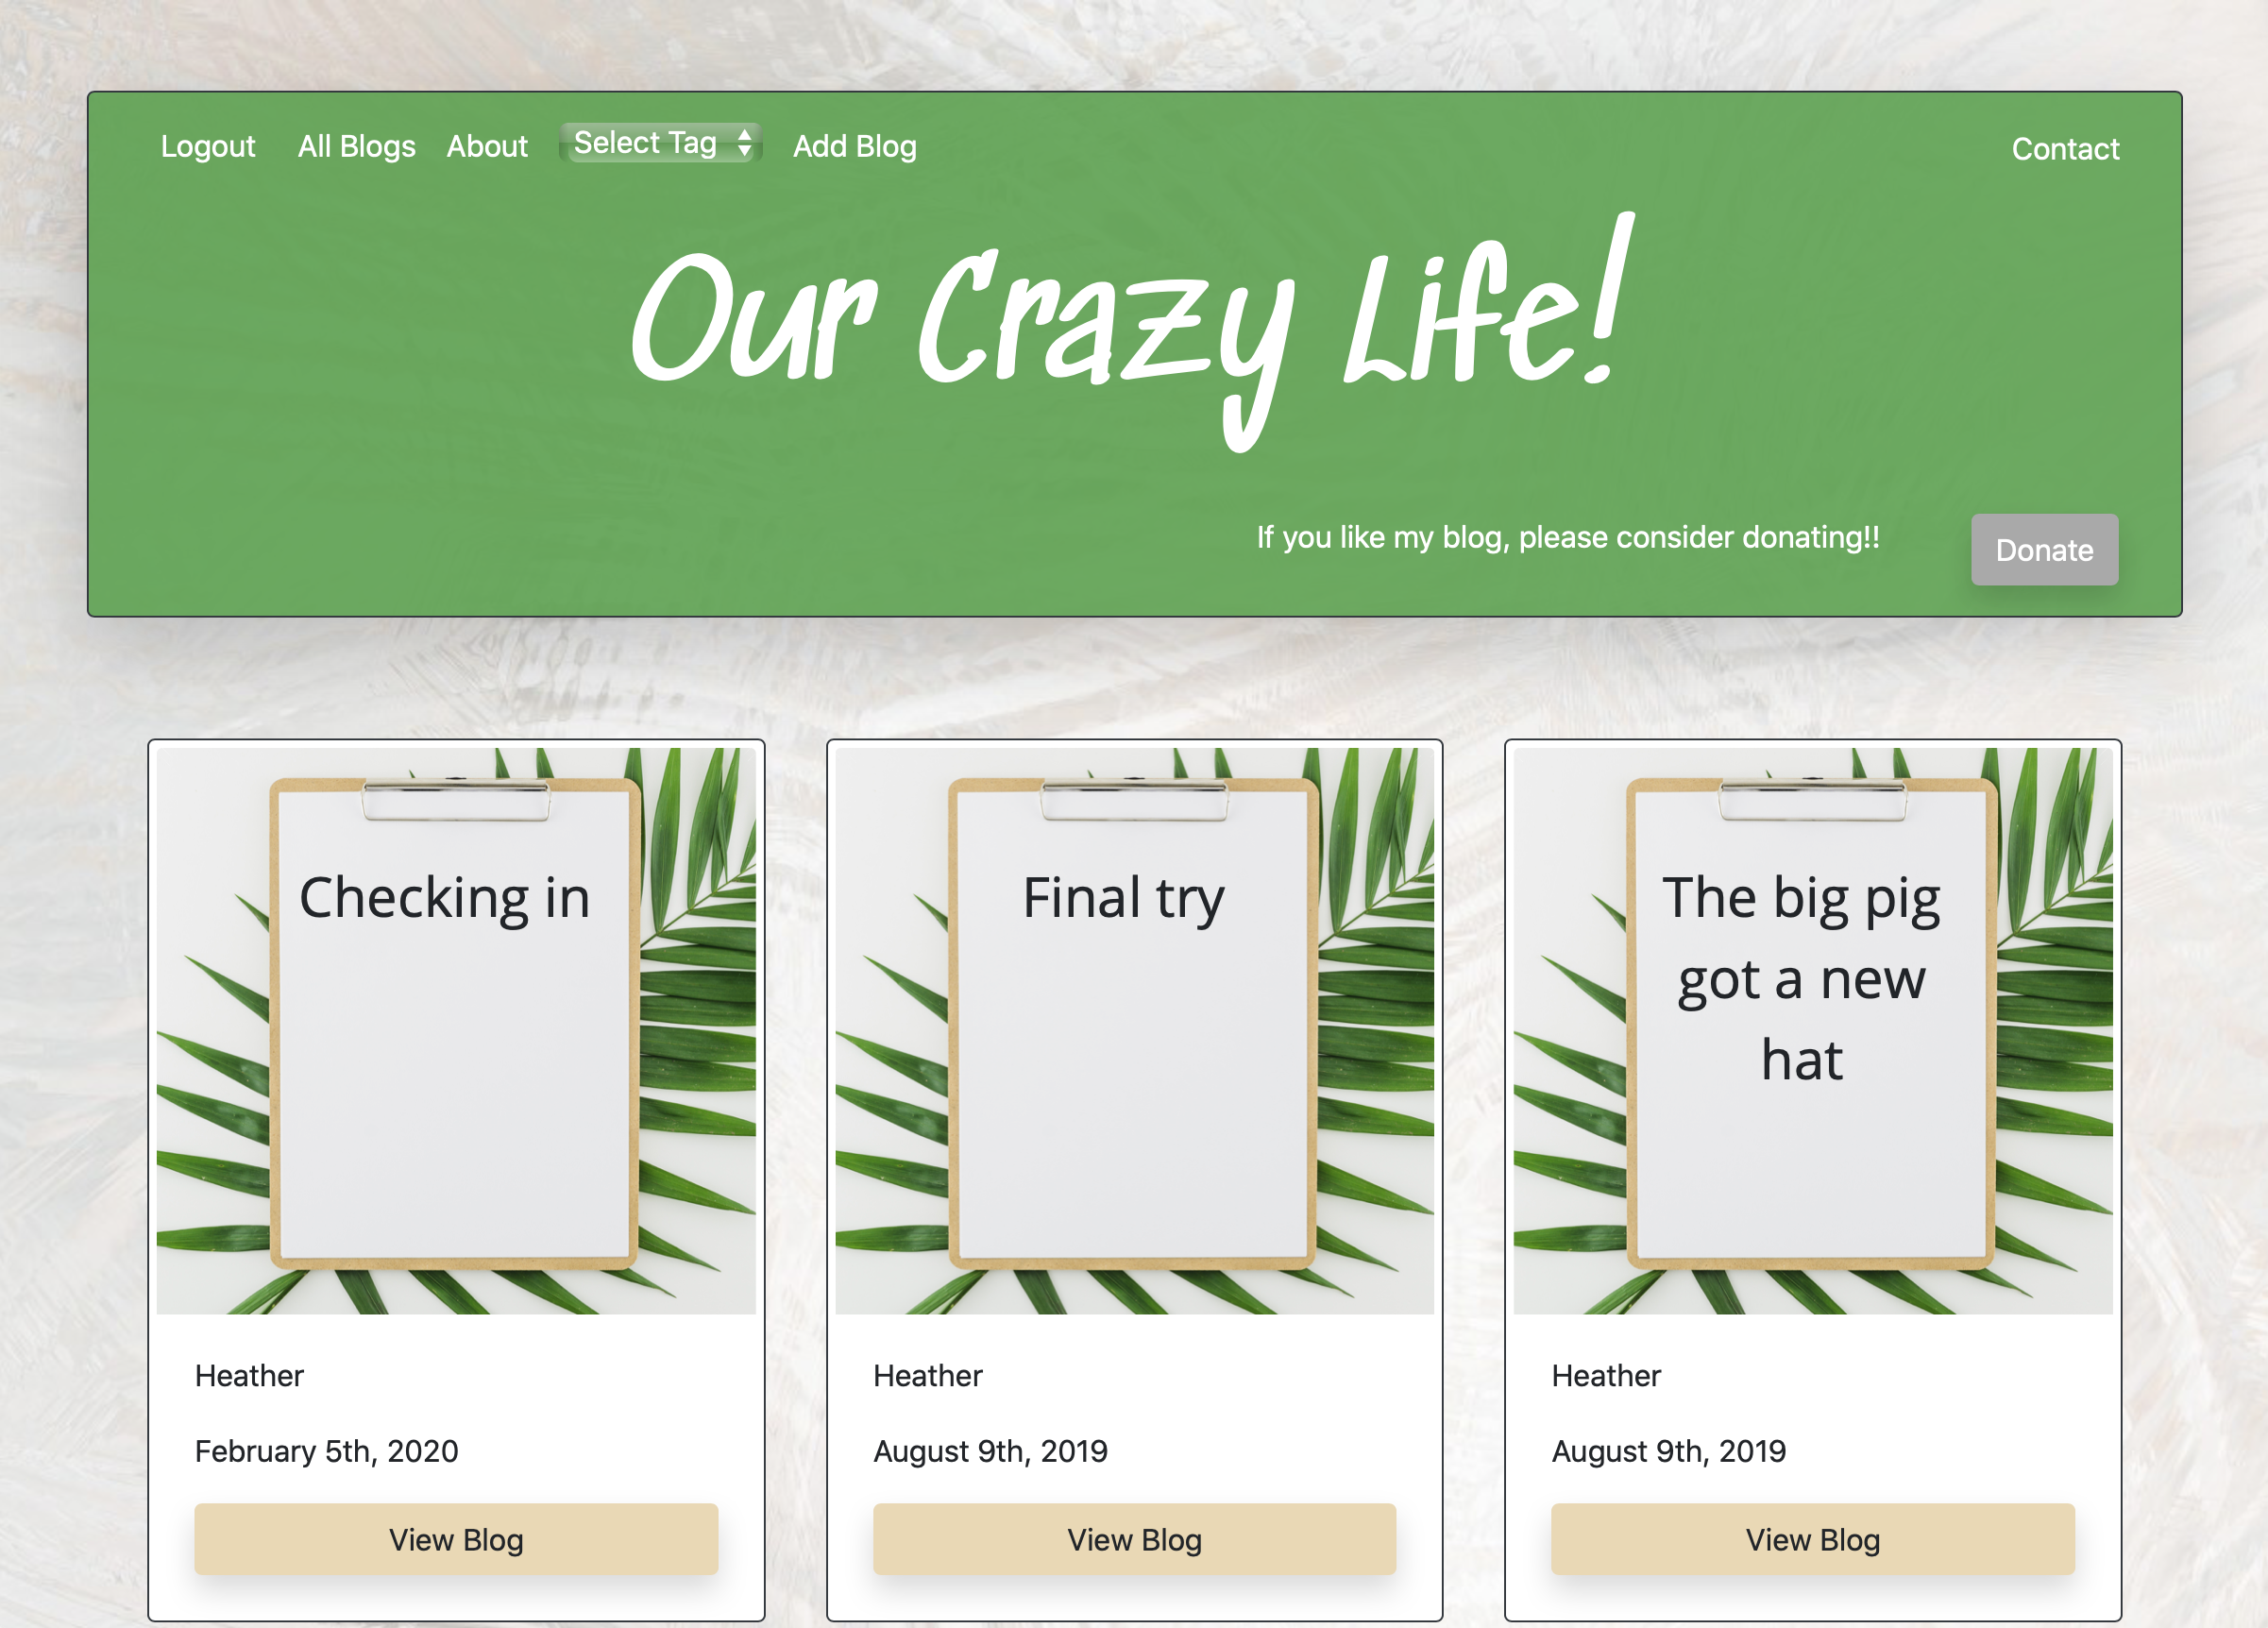 Logout All Blogs About Select Tag Add Blog Contact
Our Crazy Life!
If you like my blog, please consider donating!! Donate
Checking in
Heather
February 5th, 2020
View Blog
Final try
Heather
August 9th, 2019
View Blog
The big pig
got a new
hat
Heather
August 9th, 2019
View Blog